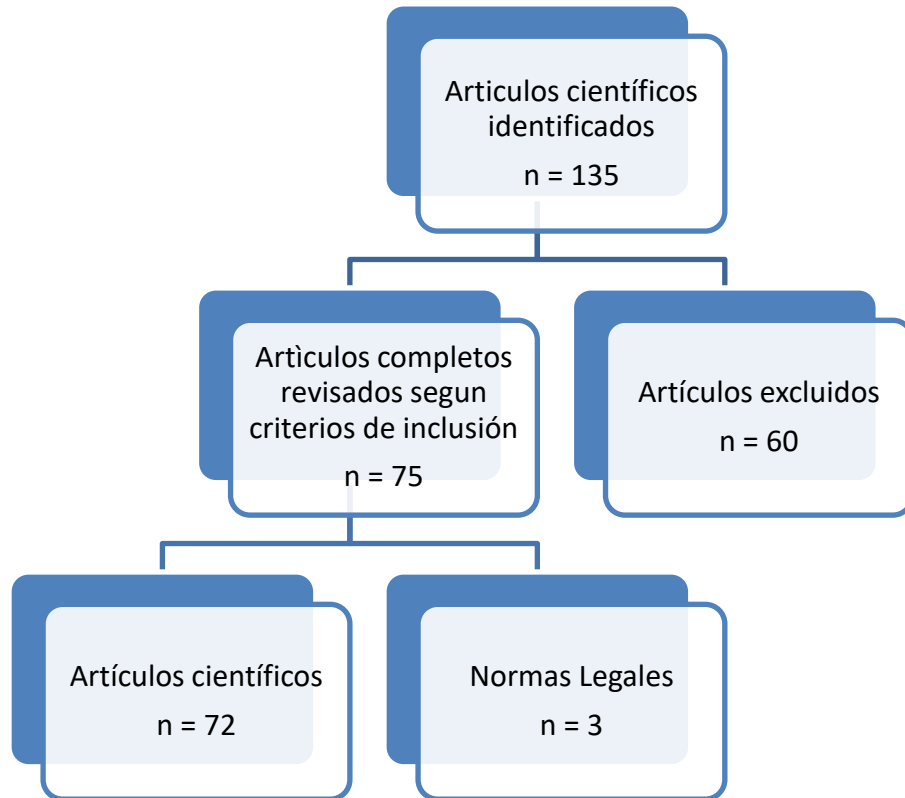 Articulos científicos
identificados
n = 135
Artìculos completos
revisados segun
criterios de inclusión
n = 75
Artículos excluidos
n = 60
Artículos científicos
n = 72
Normas Legales
n = 3